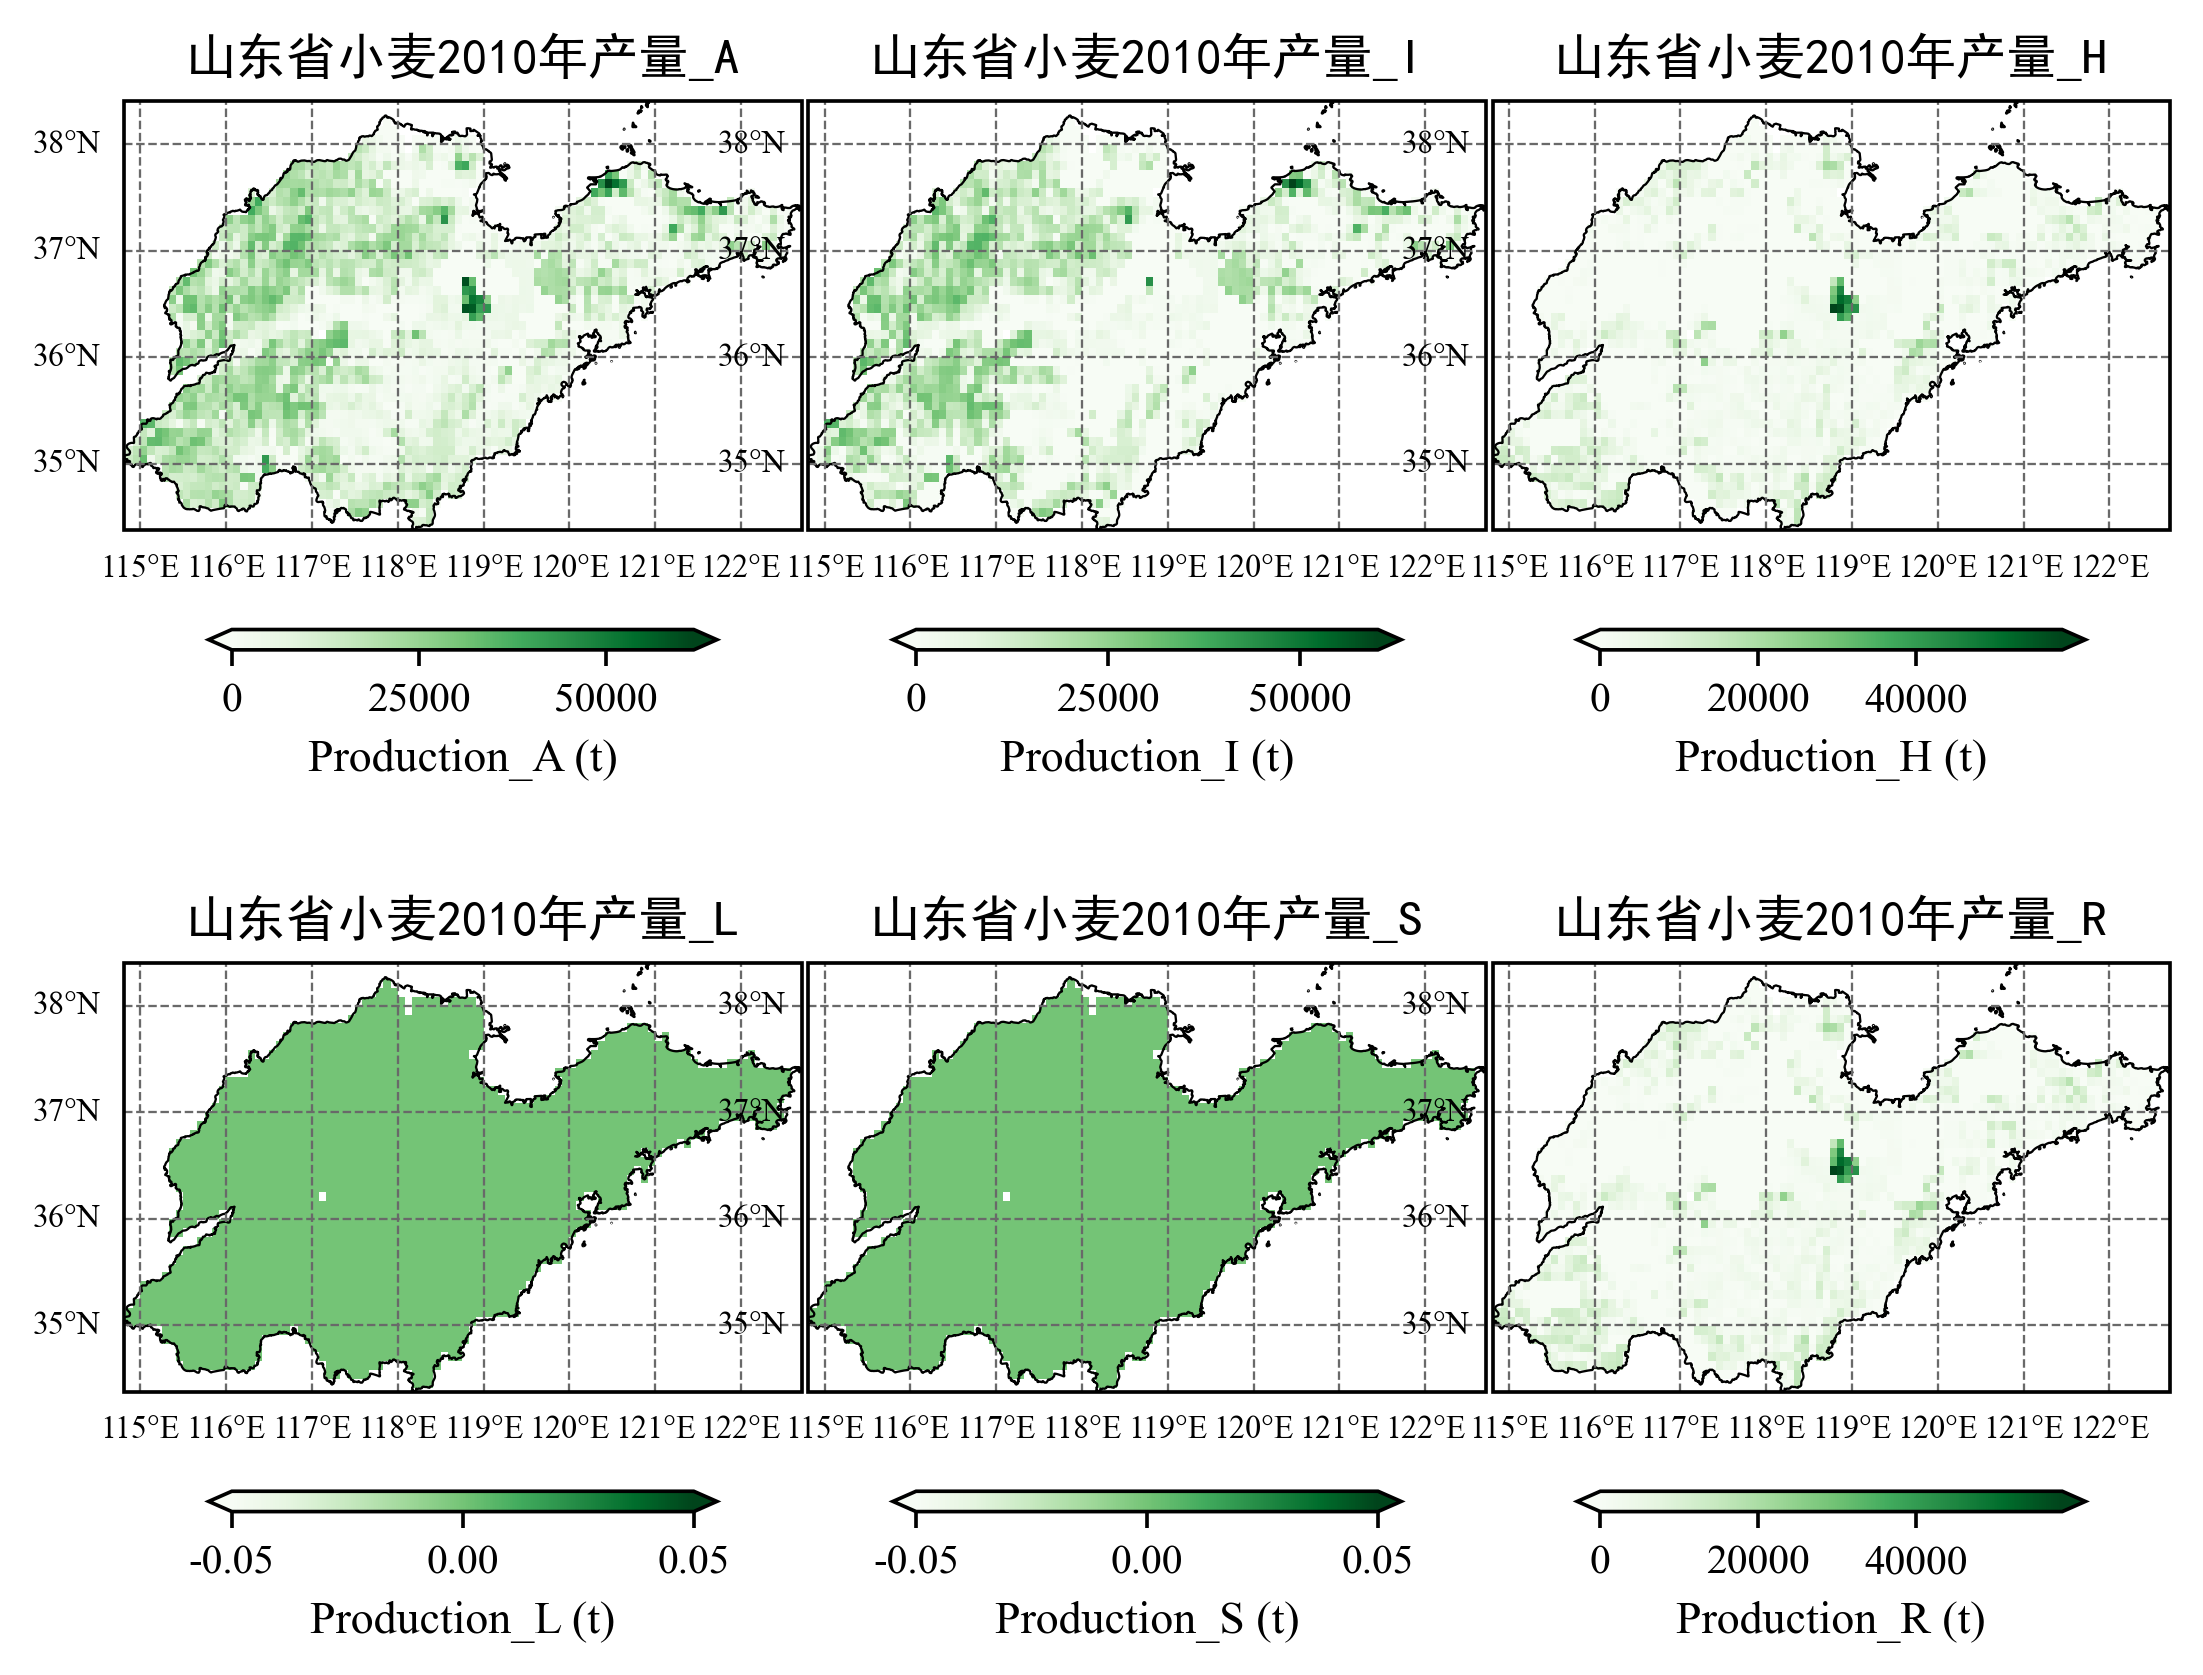 山东省小麦2010年产量_A 山东省小麦2010年产量_I 山东省小麦2010年产量_H
38°N 38°N 38°N
37°N 37°N 37°N
36°N 36°N 36°N
35°N 35°N 35°N
115°E 116°E 117°E 118°E 119°E 120°E 121°E 122°E 115°E 116°E 117°E 118°E 119°E 120°E 121°E 122°E 115°E 116°E 117°E 118°E 119°E 120°E 121°E 122°E
0 25000 50000 0 25000 50000 0 20000 40000
Production_A (t) Production_I (t) Production_H (t)
山东省小麦2010年产量_L 山东省小麦2010年产量_S 山东省小麦2010年产量_R
38°N 38°N 38°N
37°N 37°N 37°N
36°N 36°N 36°N
35°N 35°N 35°N
115°E 116°E 117°E 118°E 119°E 120°E 121°E 122°E 115°E 116°E 117°E 118°E 119°E 120°E 121°E 122°E 115°E 116°E 117°E 118°E 119°E 120°E 121°E 122°E
-0.05 0.00 0.05 -0.05 0.00 0.05 0 20000 40000
Production_L (t) Production_S (t) Production_R (t)